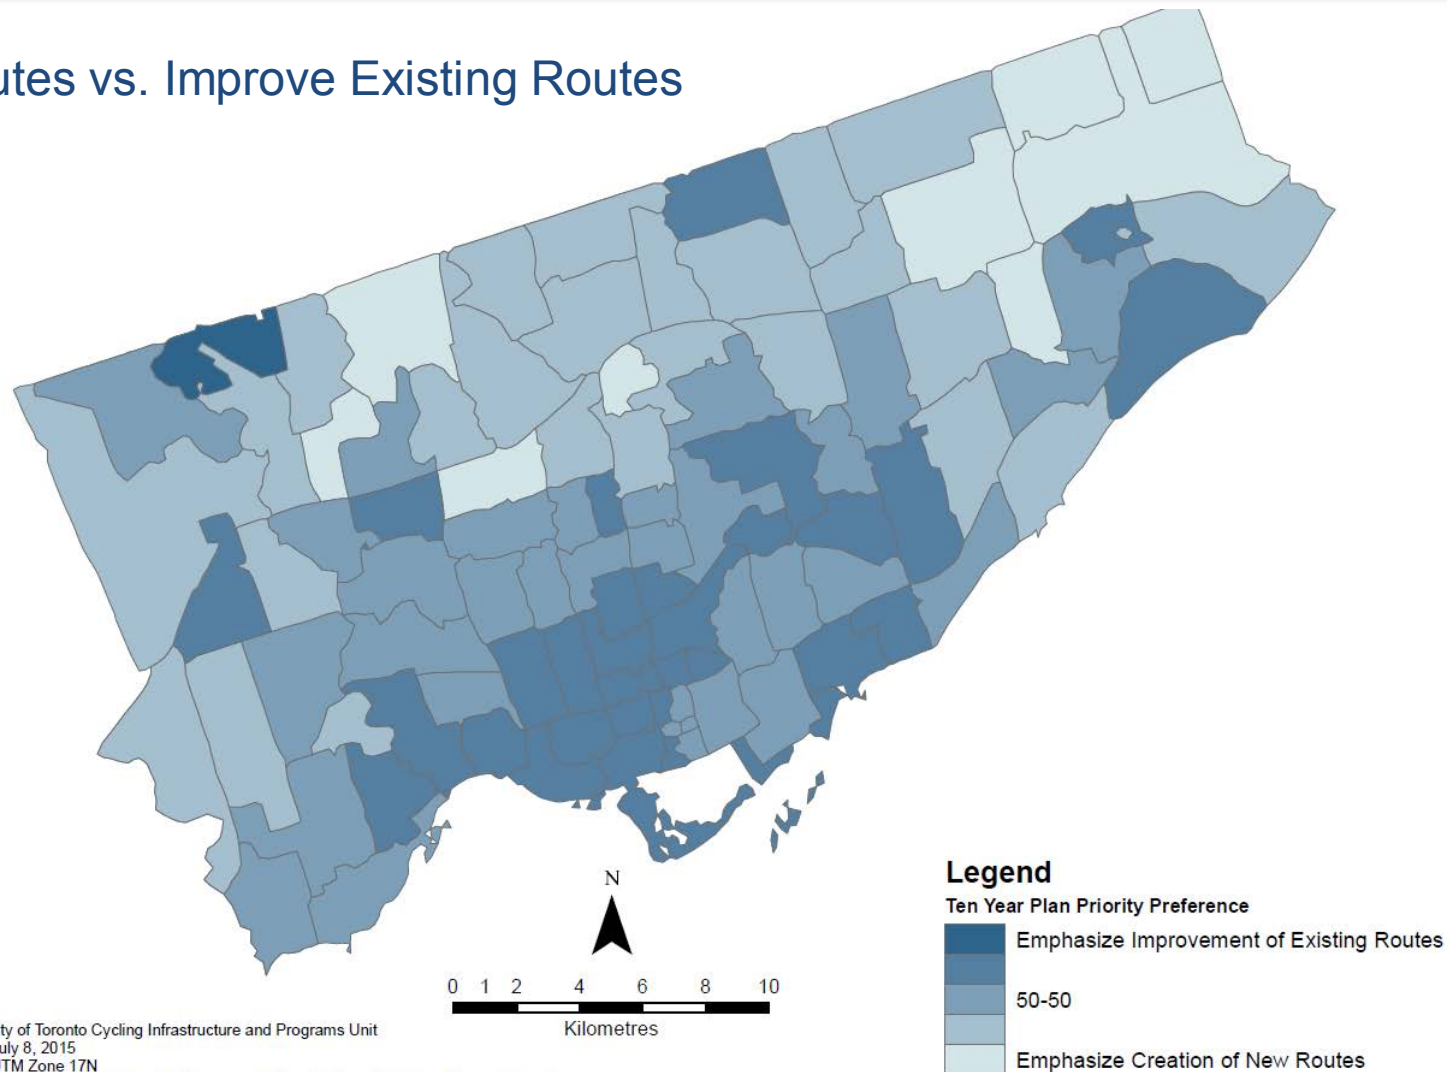 utes vs. Improve Existing Routes
N
0 1 2 4 6 8 10
Kilometres
Legend
Ten Year Plan Priority Preference
Emphasize Improvement of Existing Routes
50-50
Emphasize Creation of New Routes
ty of Toronto Cycling Infrastructure and Programs Unit
uly 8, 2015
TM Zone 17N